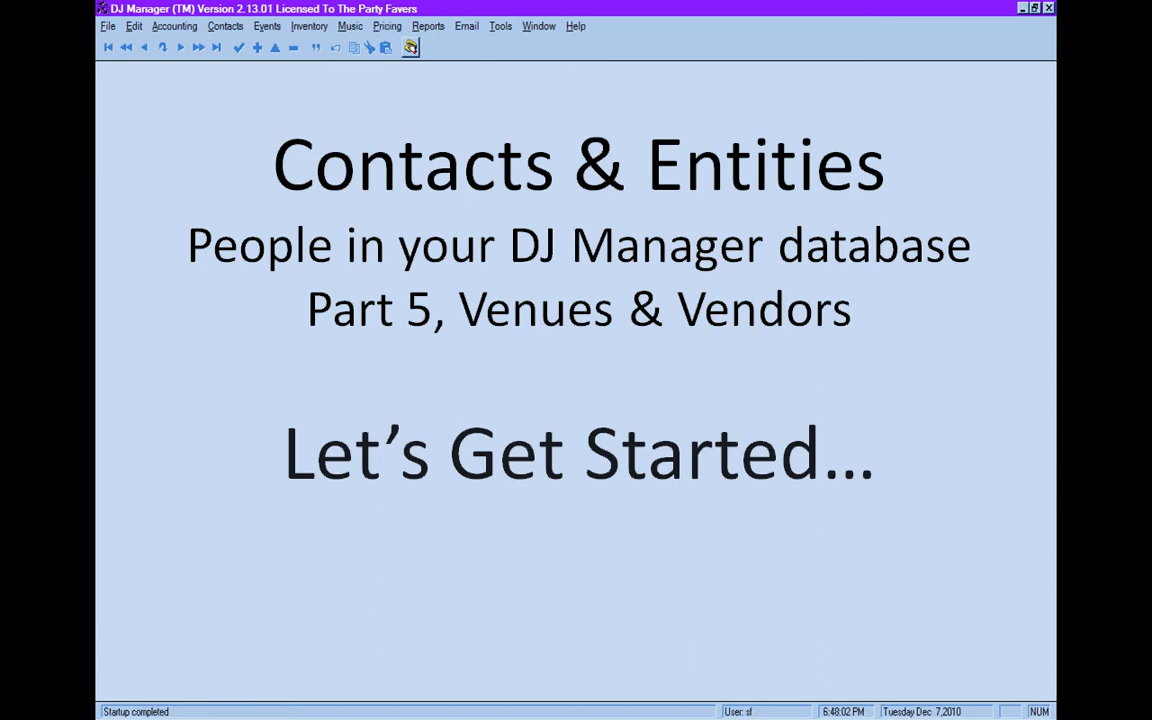 DJ Manager (TM) Version 2.13.01 Licensed To The Party Favers
File Edit Accounting Contacts Events Inventory Music Pricing Reports Email Tools Window Help
Contacts & Entities
People in your DJ Manager database
Part 5, Venues & Vendors
Let's Get Started...
Startup completed User: sf 6:48:02 PM Tuesday Dec 7,2010 NUM